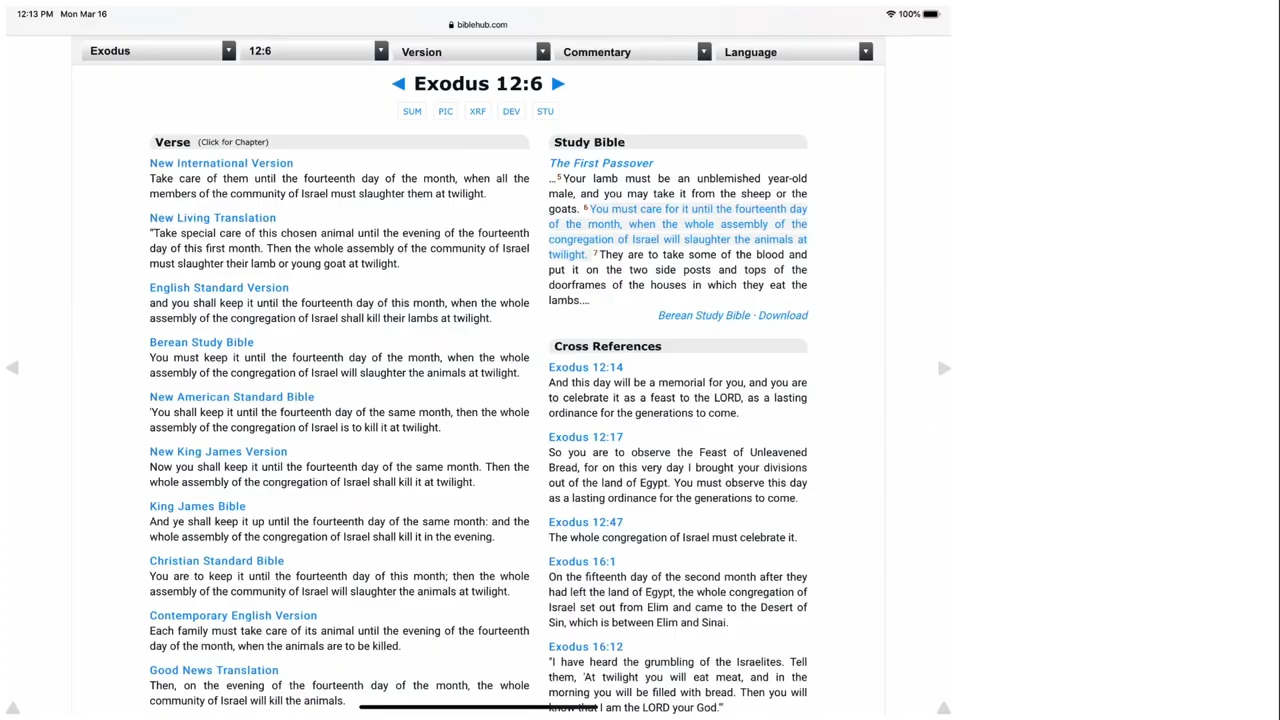 12:13 PM Mon Mar 16
100%
biblehub.com
Exodus 12:6 Version Commentary Language
Exodus 12:6
SUM PIC XRF DEV STU
Verse (Click for Chapter)
New International Version
Take care of them until the fourteenth day of the month, when all the
members of the community of Israel must slaughter them at twilight.
New Living Translation
"Take special care of this chosen animal until the evening of the fourteenth
day of this first month. Then the whole assembly of the community of Israel
must slaughter their lamb or young goat at twilight.
English Standard Version
and you shall keep it until the fourteenth day of this month, when the whole
assembly of the congregation of Israel shall kill their lambs at twilight.
Berean Study Bible
You must keep it until the fourteenth day of the month, when the whole
assembly of the congregation of Israel will slaughter the animals at twilight.
New American Standard Bible
'You shall keep it until the fourteenth day of the same month, then the whole
assembly of the congregation of Israel is to kill it at twilight.
New King James Version
Now you shall keep it until the fourteenth day of the same month. Then the
whole assembly of the congregation of Israel shall kill it at twilight.
King James Bible
And ye shall keep it up until the fourteenth day of the same month: and the
whole assembly of the congregation of Israel shall kill it in the evening.
Christian Standard Bible
You are to keep it until the fourteenth day of this month; then the whole
assembly of the community of Israel will slaughter the animals at twilight.
Contemporary English Version
Each family must take care of its animal until the evening of the fourteenth
day of the month, when the animals are to be killed.
Good News Translation
Then, on the evening of the fourteenth day of the month, the whole
community of Israel will kill the animals.
Study Bible
The First Passover
...5 Your lamb must be an unblemished year-old
male, and you may take it from the sheep or the
goats. 6 You must care for it until the fourteenth day
of the month, when the whole assembly of the
congregation of Israel will slaughter the animals at
twilight. 7 They are to take some of the blood and
put it on the two side posts and tops of the
doorframes of the houses in which they eat the
lambs....
Berean Study Bible · Download
Cross References
Exodus 12:14
And this day will be a memorial for you, and you are
to celebrate it as a feast to the LORD, as a lasting
ordinance for the generations to come.
Exodus 12:17
So you are to observe the Feast of Unleavened
Bread, for on this very day I brought your divisions
out of the land of Egypt. You must observe this day
as a lasting ordinance for the generations to come.
Exodus 12:47
The whole congregation of Israel must celebrate it.
Exodus 16:1
On the fifteenth day of the second month after they
had left the land of Egypt, the whole congregation of
Israel set out from Elim and came to the Desert of
Sin, which is between Elim and Sinai.
Exodus 16:12
"I have heard the grumbling of the Israelites. Tell
them, 'At twilight you will eat meat, and in the
morning you will be filled with bread. Then you will
know that I am the LORD your God.'"